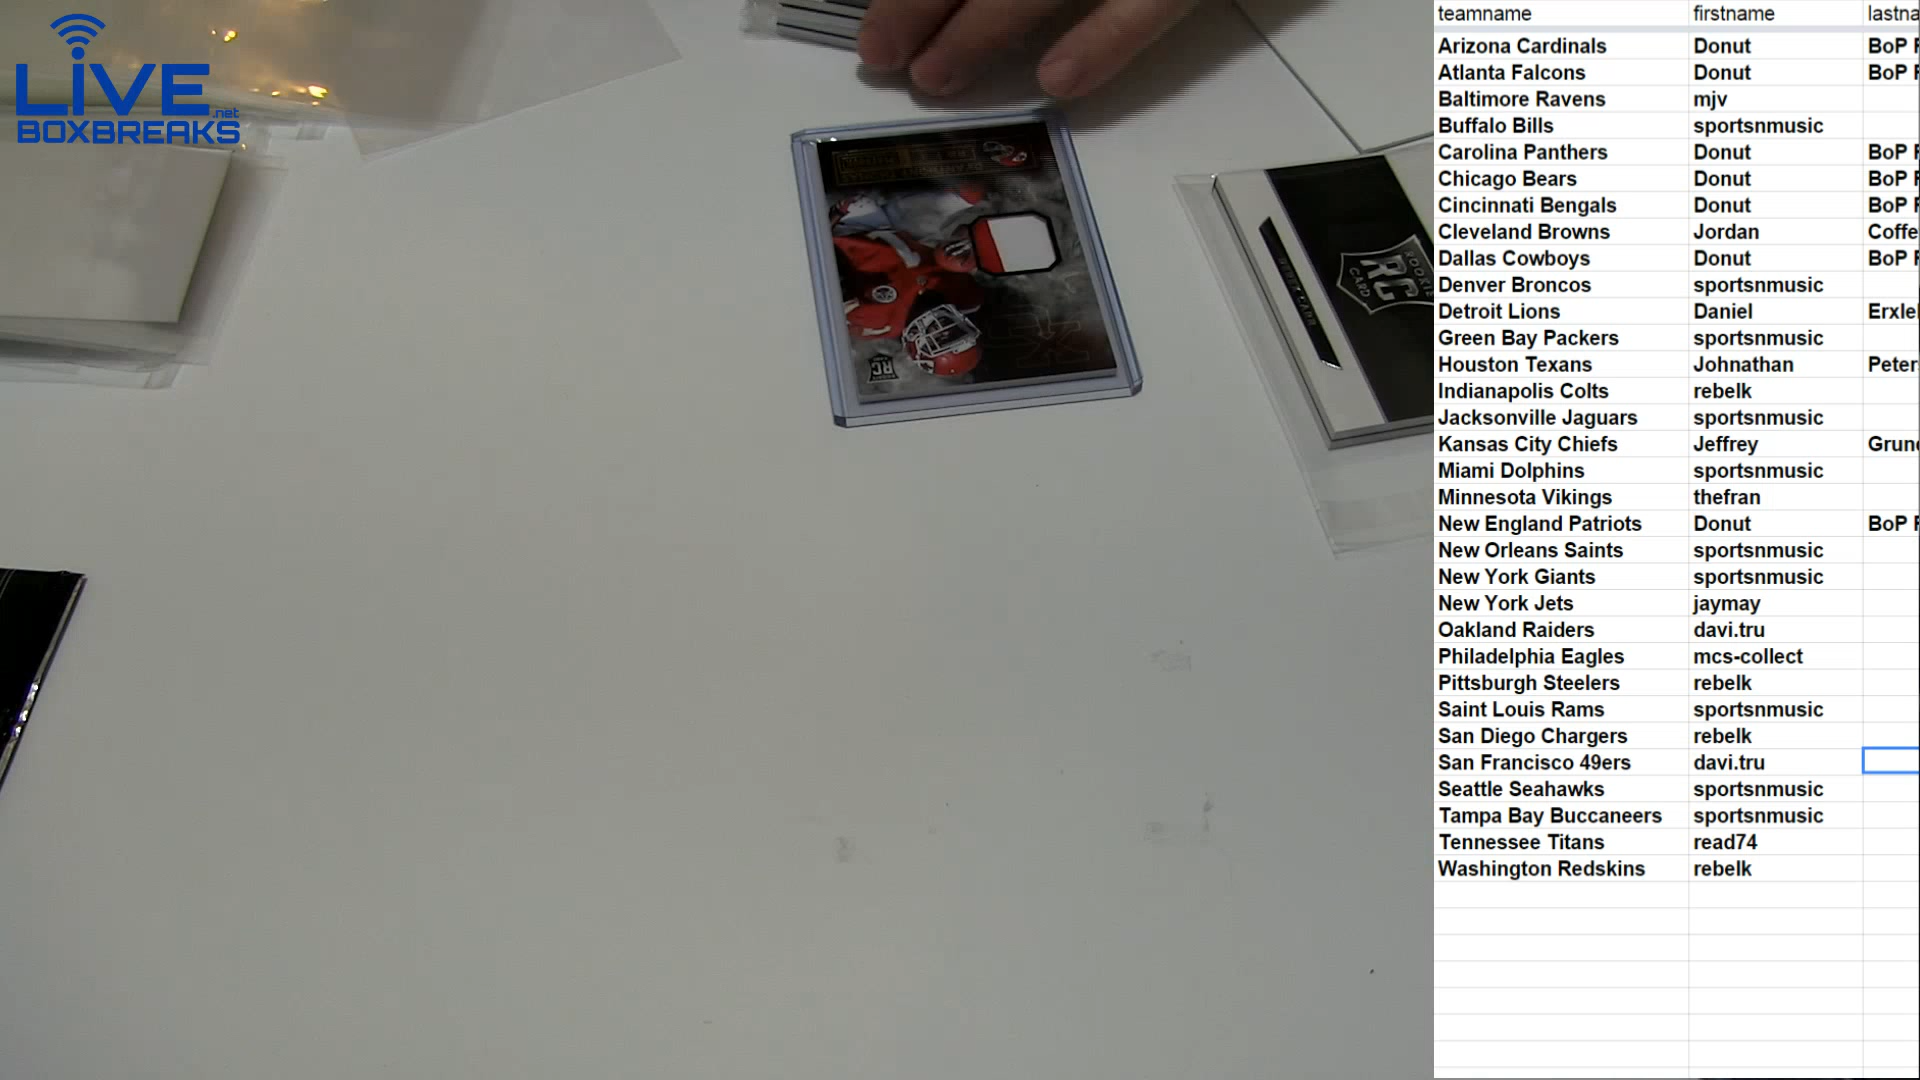 LIVE
.net
BOXBREAKS
RC
ROOKIE
CARD
DEREK CARR
RC
teamname firstname lastna
Arizona Cardinals Donut BoP F
Atlanta Falcons Donut BoP F
Baltimore Ravens mjv
Buffalo Bills sportsnmusic
Carolina Panthers Donut BoP F
Chicago Bears Donut BoP F
Cincinnati Bengals Donut BoP F
Cleveland Browns Jordan Coffe
Dallas Cowboys Donut BoP F
Denver Broncos sportsnmusic
Detroit Lions Daniel Erxle
Green Bay Packers sportsnmusic
Houston Texans Johnathan Peter
Indianapolis Colts rebelk
Jacksonville Jaguars sportsnmusic
Kansas City Chiefs Jeffrey Grund
Miami Dolphins sportsnmusic
Minnesota Vikings thefran
New England Patriots Donut BoP F
New Orleans Saints sportsnmusic
New York Giants sportsnmusic
New York Jets jaymay
Oakland Raiders davi.tru
Philadelphia Eagles mcs-collect
Pittsburgh Steelers rebelk
Saint Louis Rams sportsnmusic
San Diego Chargers rebelk
San Francisco 49ers davi.tru
Seattle Seahawks sportsnmusic
Tampa Bay Buccaneers sportsnmusic
Tennessee Titans read74
Washington Redskins rebelk